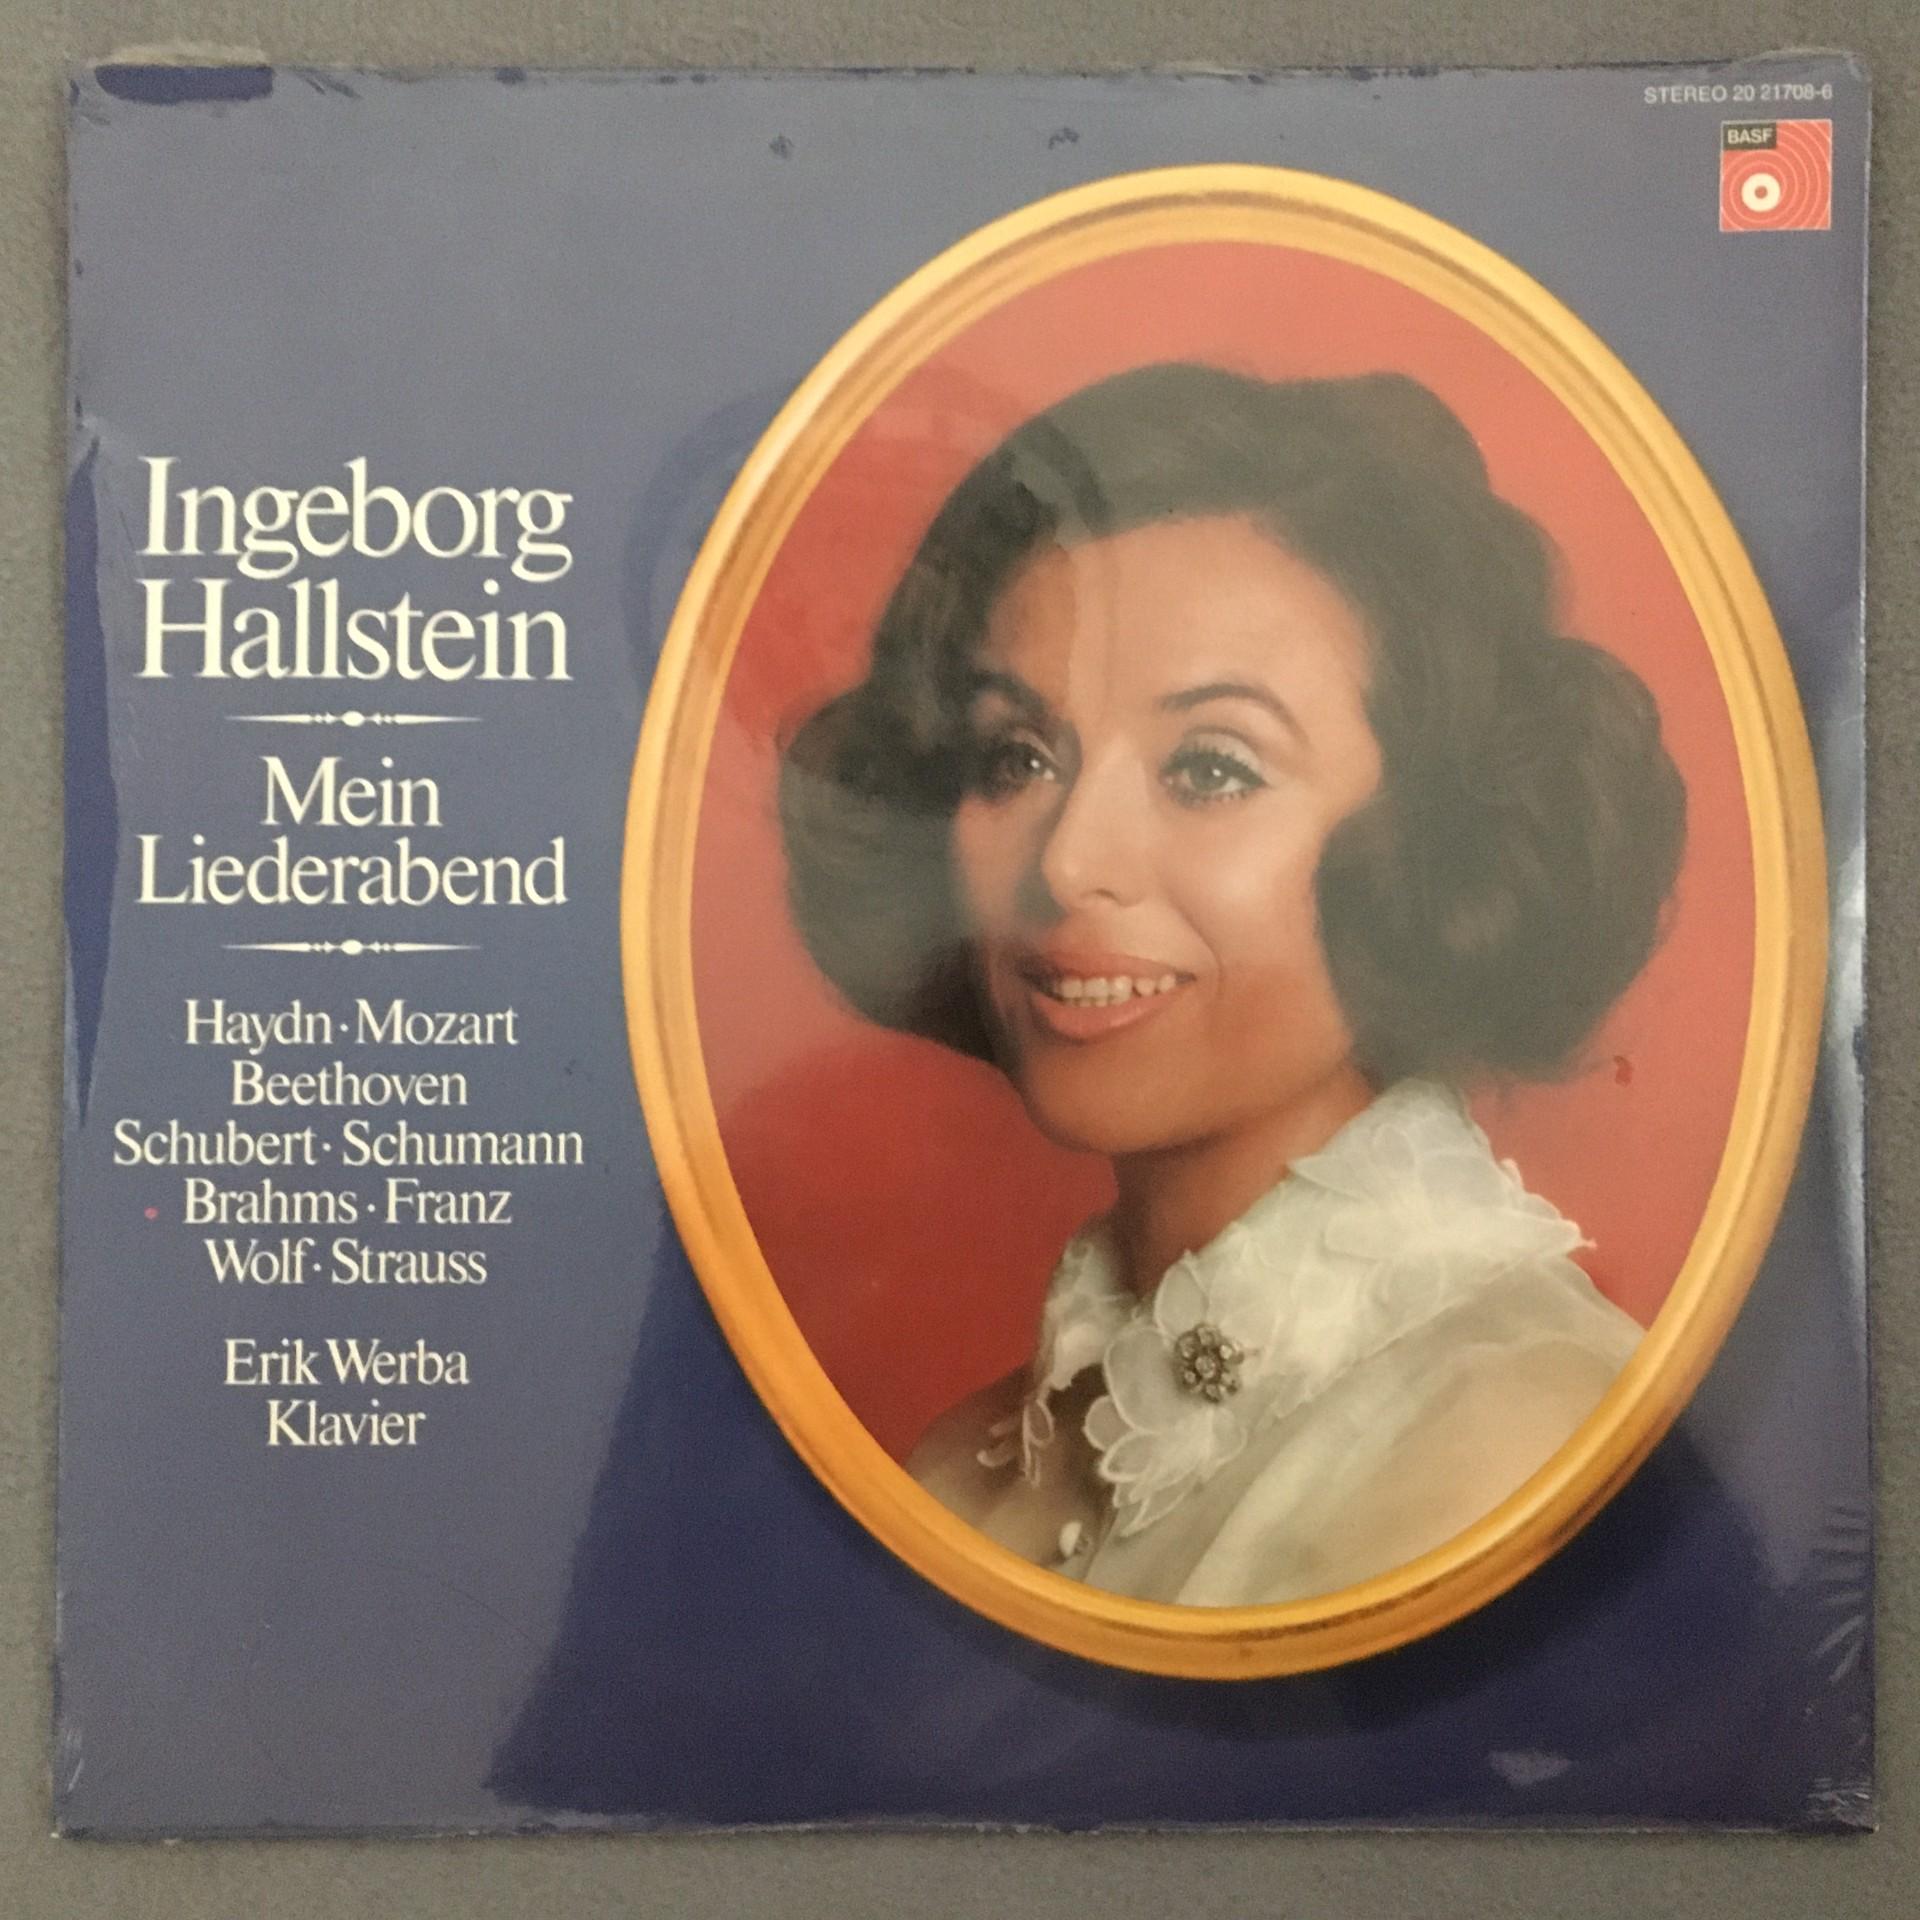 STEREO 20 21708-6
BASF
Ingeborg
Hallstein
Mein
Liederabend
Haydn · Mozart
Beethoven
Schubert · Schumann
Brahms · Franz
Wolf · Strauss
Erik Werba
Klavier